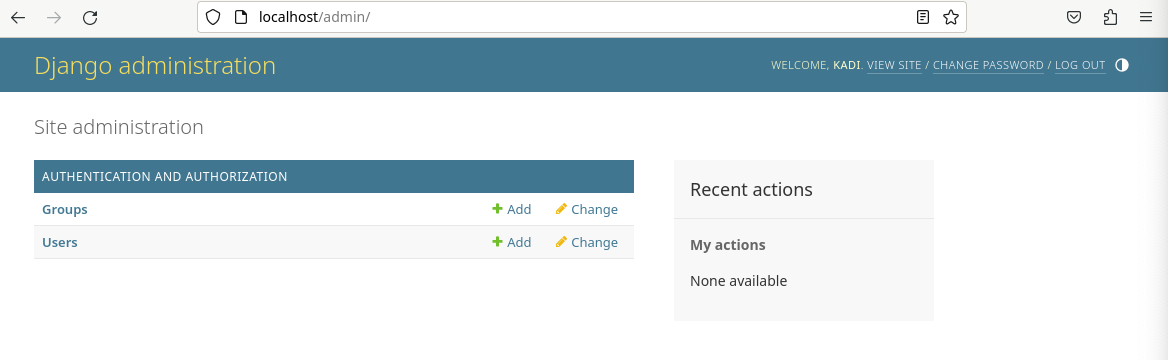 localhost/admin/
Django administration
WELCOME, KADI. VIEW SITE / CHANGE PASSWORD / LOG OUT
Site administration
AUTHENTICATION AND AUTHORIZATION
Groups Add Change
Users Add Change
Recent actions
My actions
None available